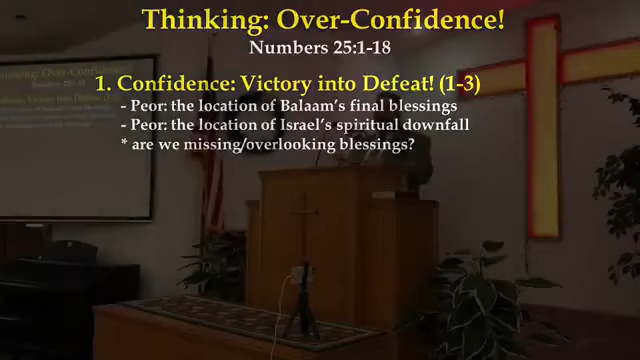 Thinking: Over-Confidence!
Numbers 25:1-18
1. Confidence: Victory into Defeat! (1-3)
- Peor: the location of Balaam's final blessings
- Peor: the location of Israel's spiritual downfall
* are we missing/overlooking blessings?